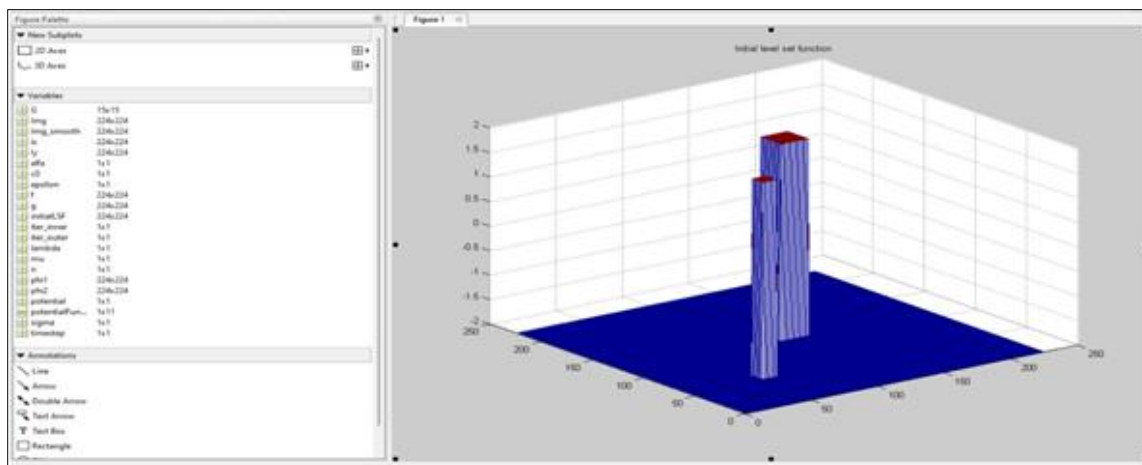 Figure Palette
New Subplots
2D Axes
3D Axes
Variables
G 15x15
Img 224x224
Img_smooth 224x224
Ix 224x224
Iy 224x224
alfa 1x1
c0 1x1
epsilon 1x1
f 224x224
g 224x224
initialLSF 224x224
iter_inner 1x1
iter_outer 1x1
lambda 1x1
mu 1x1
n 1x1
phi1 224x224
phi2 224x224
potential 1x1
potentialFun... 1x11
sigma 1x1
timestep 1x1
Annotations
Line
Arrow
Double Arrow
Text Arrow
T Text Box
Rectangle
Figure 1
Initial level set function
2
1.5
1
0.5
0
-0.5
-1
-1.5
-2
250
200
150
100
50
0
0
50
100
150
200
250